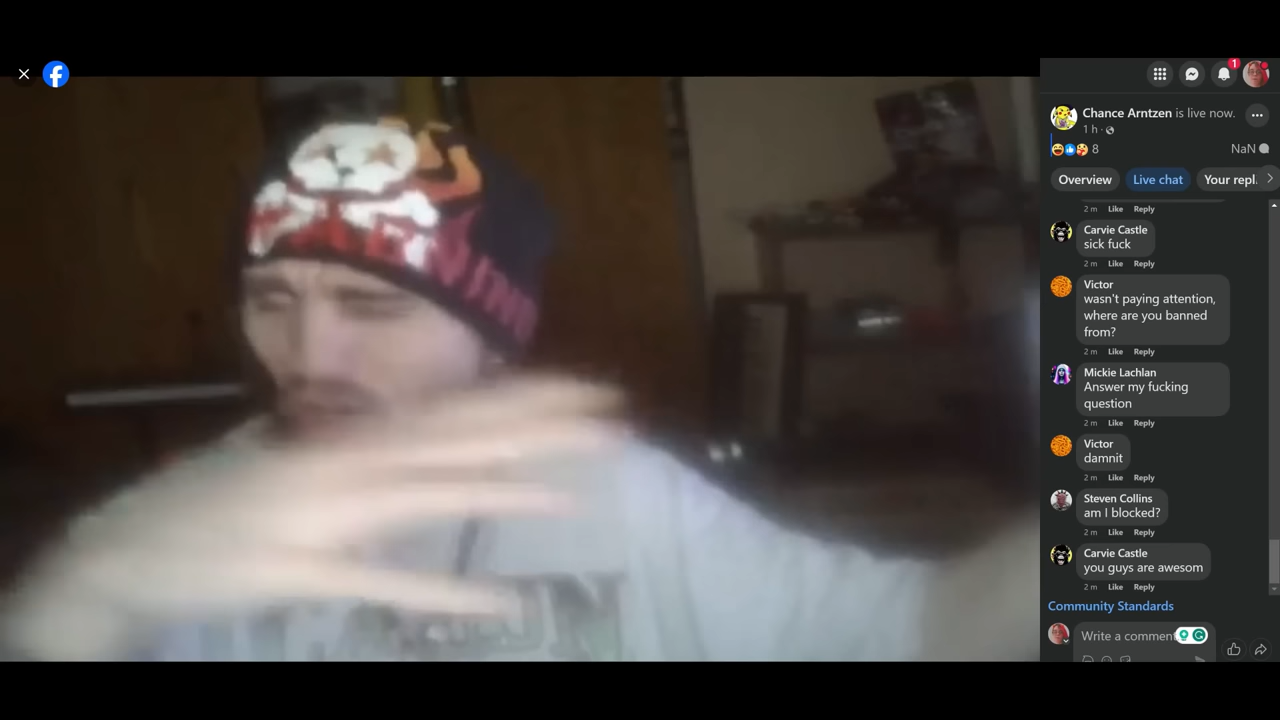 1
Chance Arntzen is live now.
1 h ·
8
NaN
Overview
Live chat
Your repl.
2 m Like Reply
Carvie Castle
sick fuck
2 m Like Reply
Victor
wasn't paying attention,
where are you banned
from?
2 m Like Reply
Mickie Lachlan
Answer my fucking
question
2 m Like Reply
Victor
damnit
2 m Like Reply
Steven Collins
am I blocked?
2 m Like Reply
Carvie Castle
you guys are awesom
2 m Like Reply
Community Standards
Write a comment